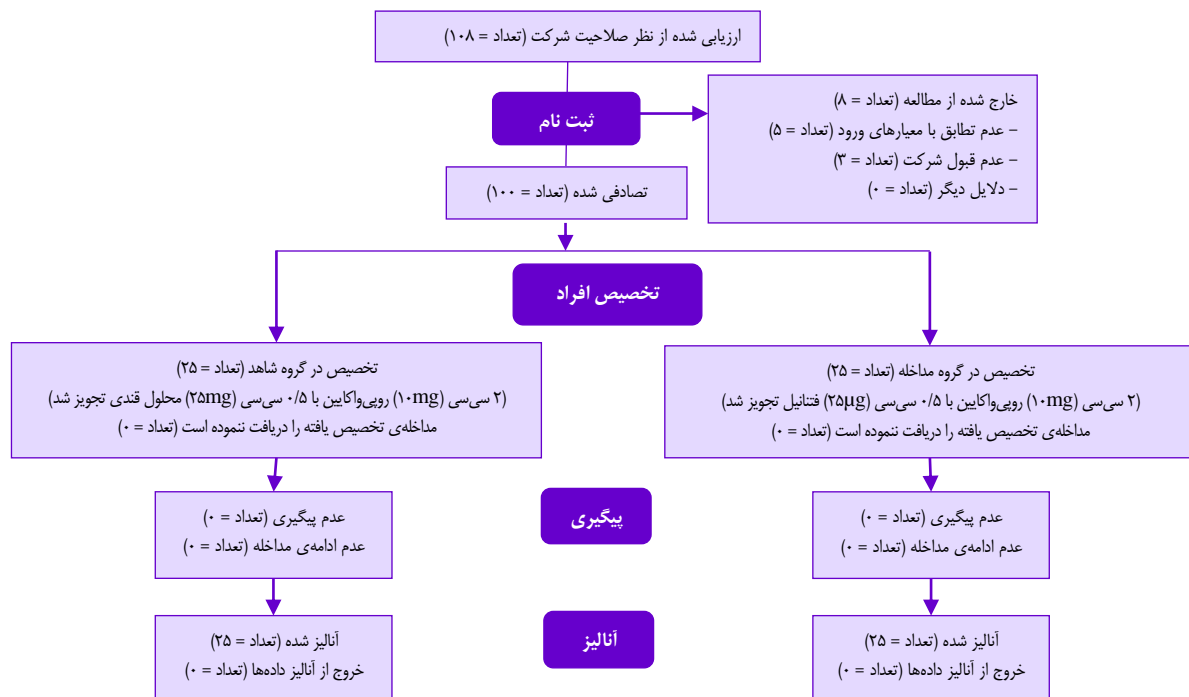 ارزیابی شده از نظر صلاحیت شرکت (تعداد = ۱۰۸)
ثبت نام
خارج شده از مطالعه (تعداد = ۸)
- عدم تطابق با معیارهای ورود (تعداد = ۵)
- عدم قبول شرکت (تعداد = ۳)
- دلایل دیگر (تعداد = ۰)
تصادفی شده (تعداد = ۱۰۰)
تخصیص افراد
تخصیص در گروه مداخله (تعداد = ۲۵)
(۲ سی‌سی (۱۰mg) روپی‌واکایین با ۰/۵ سی‌سی (۲۵µg) فنتانیل تجویز شد)
مداخله‌ی تخصیص یافته را دریافت ننموده است (تعداد = ۰)
تخصیص در گروه شاهد (تعداد = ۲۵)
(۲ سی‌سی (۱۰mg) روپی‌واکایین با ۰/۵ سی‌سی (۲۵mg) محلول قندی تجویز شد)
مداخله‌ی تخصیص یافته را دریافت ننموده است (تعداد = ۰)
پیگیری
عدم پیگیری (تعداد = ۰)
عدم ادامه‌ی مداخله (تعداد = ۰)
عدم پیگیری (تعداد = ۰)
عدم ادامه‌ی مداخله (تعداد = ۰)
آنالیز
آنالیز شده (تعداد = ۲۵)
خروج از آنالیز داده‌ها (تعداد = ۰)
آنالیز شده (تعداد = ۲۵)
خروج از آنالیز داده‌ها (تعداد = ۰)